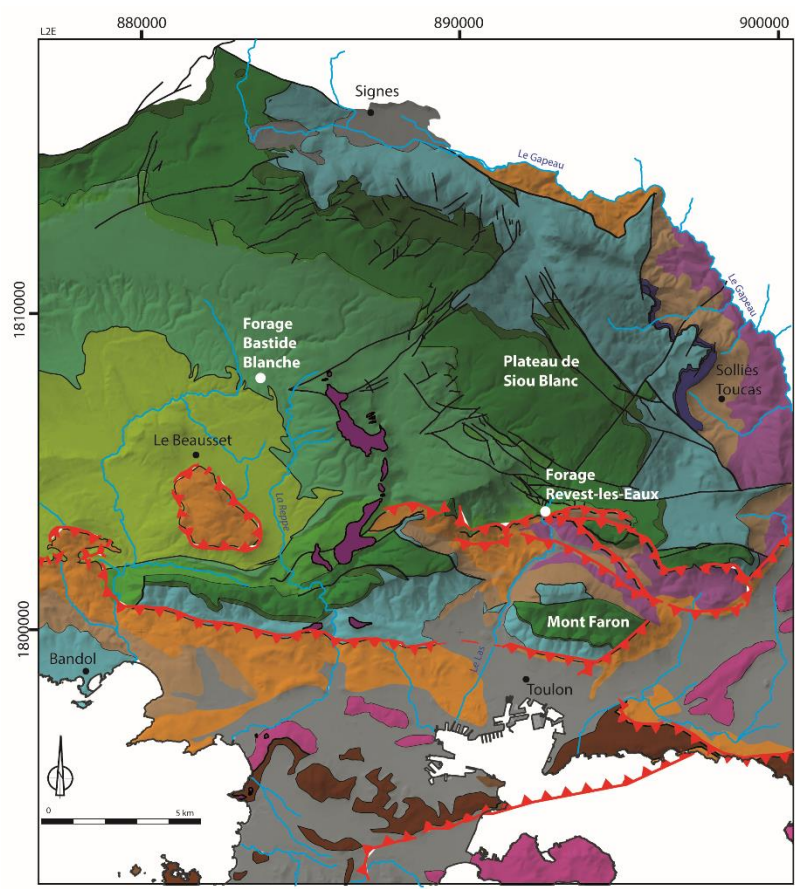 880000
890000
900000
L2E
Signes
Le Gapeau
1810000
Le Gapeau
Forage
Bastide
Blanche
Plateau de
Siou Blanc
Solliès
Toucas
Le Beausset
La Reppe
Forage
Revest-les-Eaux
1800000
Mont Faron
Bandol
Le Las
Toulon
0
5 km